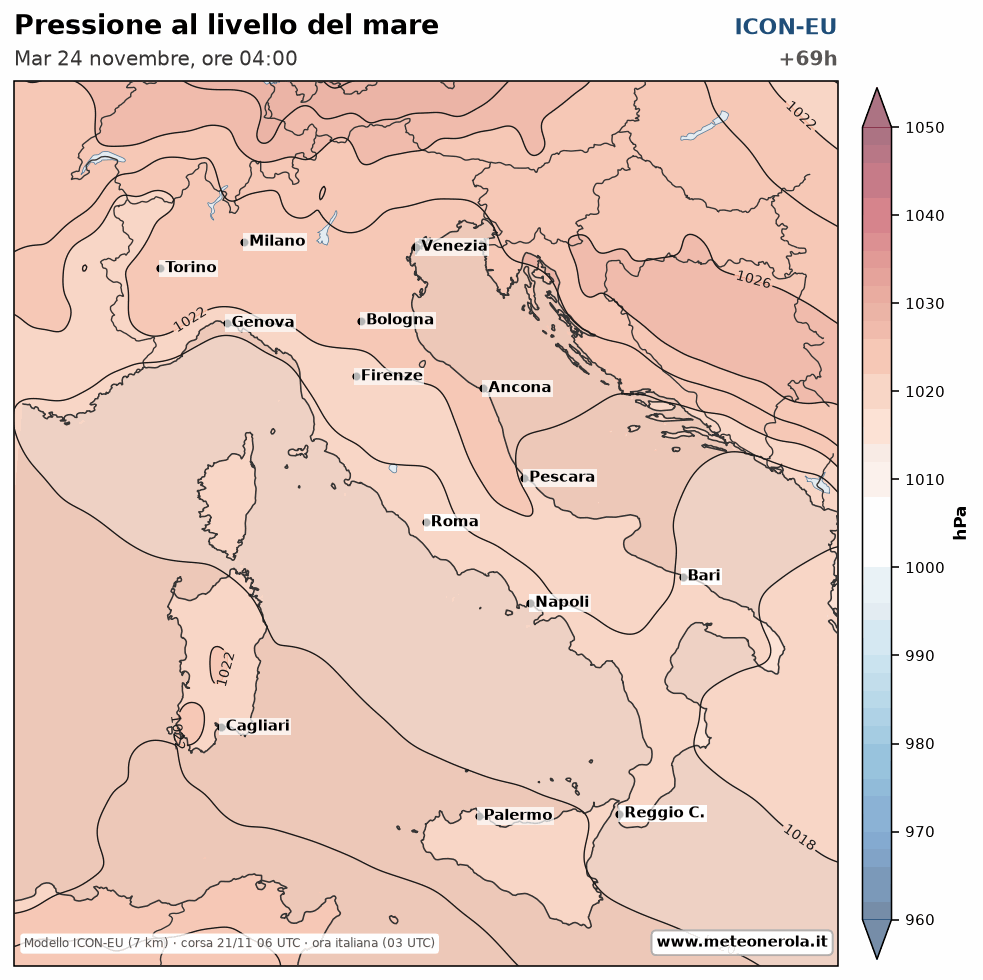 Pressione al livello del mare
ICON-EU
Mar 24 novembre, ore 04:00
+69h
1022
1026
Milano
Venezia
Torino
1022
Genova
Bologna
Firenze
Ancona
Pescara
Roma
Bari
Napoli
1022
Cagliari
Palermo
Reggio C.
1018
Modello ICON-EU (7 km) · corsa 21/11 06 UTC · ora italiana (03 UTC)
www.meteonerola.it
1050
1040
1030
1020
1010
1000
990
980
970
960
hPa